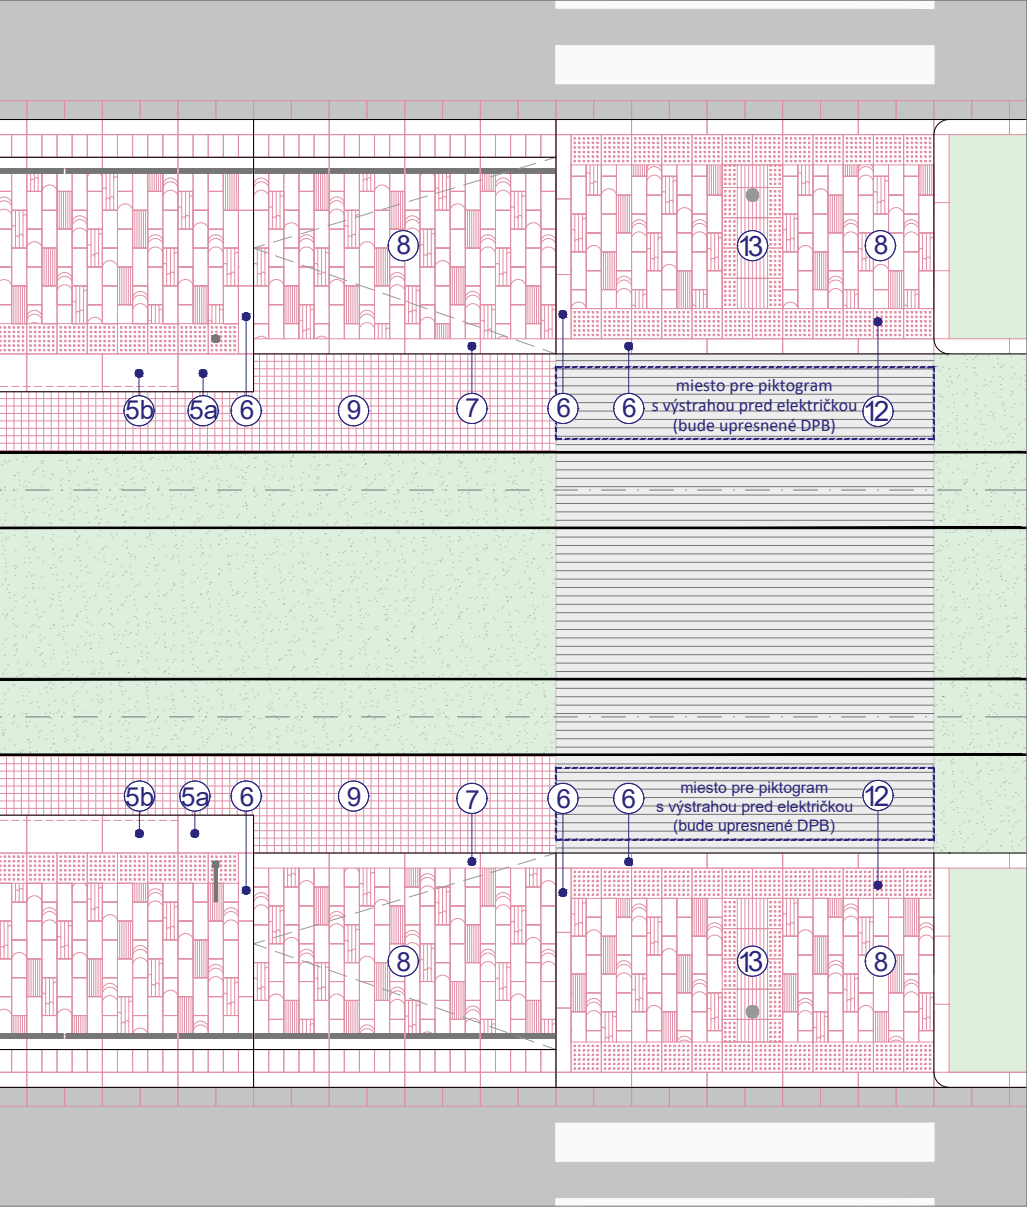 8
13
8
5b
5a
6
9
7
6
6
12
miesto pre piktogram
s výstrahou pred električkou
(bude upresnené DPB)
5b
5a
6
9
7
6
6
12
miesto pre piktogram
s výstrahou pred električkou
(bude upresnené DPB)
8
13
8